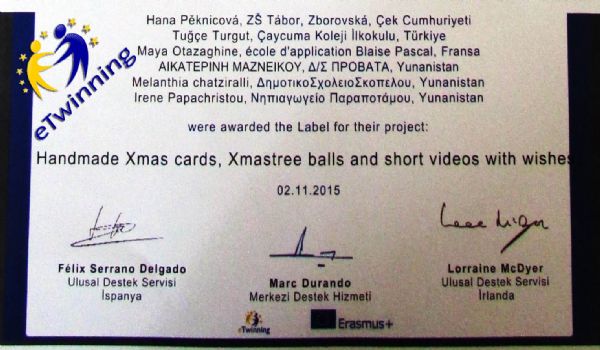 eTwinning
Hana Pěknicová, ZŠ Tábor, Zborovská, Çek Cumhuriyeti
Tuğçe Turgut, Çaycuma Koleji İlkokulu, Türkiye
Maya Otazaghine, école d'application Blaise Pascal, Fransa
ΑΙΚΑΤΕΡΙΝΗ ΜΑΖΝΕΙΚΟΥ, Δ/Σ ΠΡΟΒΑΤΑ, Yunanistan
Melanthia chatziralli, ΔημοτικοΣχολειοΣκοπελου, Yunanistan
Irene Papachristou, Νηπιαγωγείο Παραποτάμου, Yunanistan
were awarded the Label for their project:
Handmade Xmas cards, Xmastree balls and short videos with wishes
02.11.2015
Félix Serrano Delgado
Ulusal Destek Servisi
İspanya
Marc Durando
Merkezi Destek Hizmeti
Lorraine McDyer
Ulusal Destek Servisi
İrlanda
eTwinning
Erasmus+